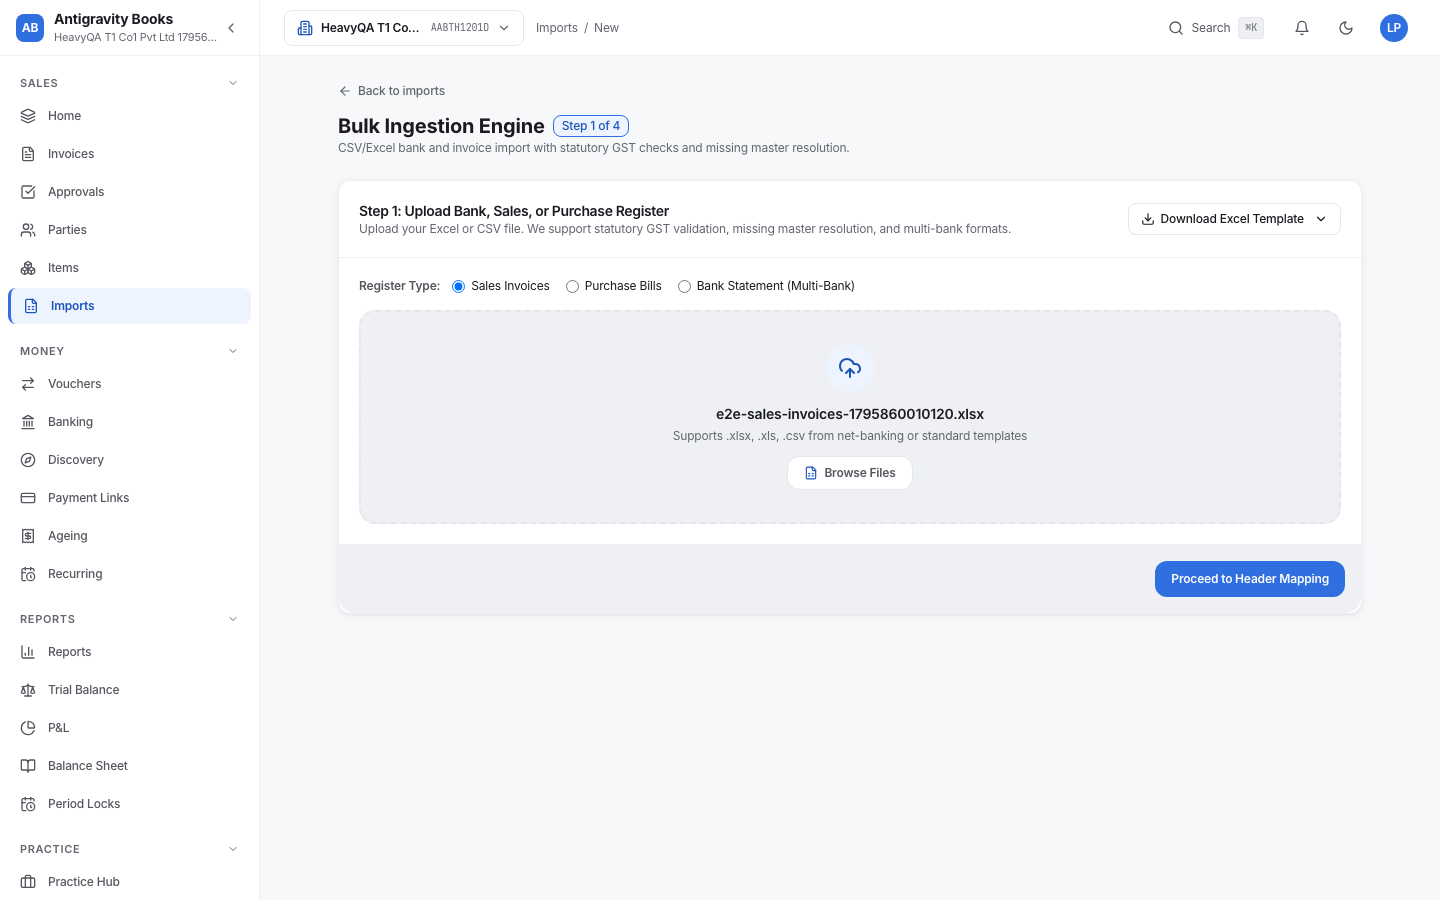 AB
Antigravity Books
HeavyQA T1 Co1 Pvt Ltd 17956...
SALES
Home
Invoices
Approvals
Parties
Items
Imports
MONEY
Vouchers
Banking
Discovery
Payment Links
Ageing
Recurring
REPORTS
Reports
Trial Balance
P&L
Balance Sheet
Period Locks
PRACTICE
Practice Hub
HeavyQA T1 Co... AABTH1201D
Imports / New
Search ⌘K
LP
Back to imports
Bulk Ingestion Engine Step 1 of 4
CSV/Excel bank and invoice import with statutory GST checks and missing master resolution.
Step 1: Upload Bank, Sales, or Purchase Register
Upload your Excel or CSV file. We support statutory GST validation, missing master resolution, and multi-bank formats.
Download Excel Template
Register Type: Sales Invoices Purchase Bills Bank Statement (Multi-Bank)
e2e-sales-invoices-1795860010120.xlsx
Supports .xlsx, .xls, .csv from net-banking or standard templates
Browse Files
Proceed to Header Mapping